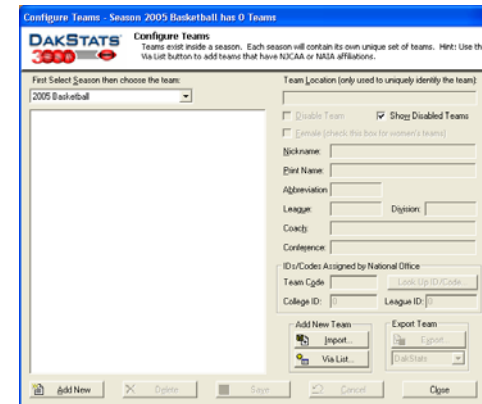 Configure Teams - Season 2005 Basketball has 0 Teams
DAKSTATS
3000
Configure Teams
Teams exist inside a season. Each season will contain its own unique set of teams. Hint: Use th
Via List button to add teams that have NJCAA or NAIA affiliations.
First Select Season then choose the team:
2005 Basketball
Team Location (only used to uniquely identify the team):
Disable Team
Show Disabled Teams
Female (check this box for women's teams)
Nickname:
Print Name:
Abbreviation
League:
Division:
Coach:
Conference:
IDs/Codes Assigned by National Office
Team Code
Look Up ID/Code...
College ID: 0
League ID: 0
Add New Team
Export Team
Import...
Export...
Via List...
DakStats
Add New
Delete
Save
Cancel
Close